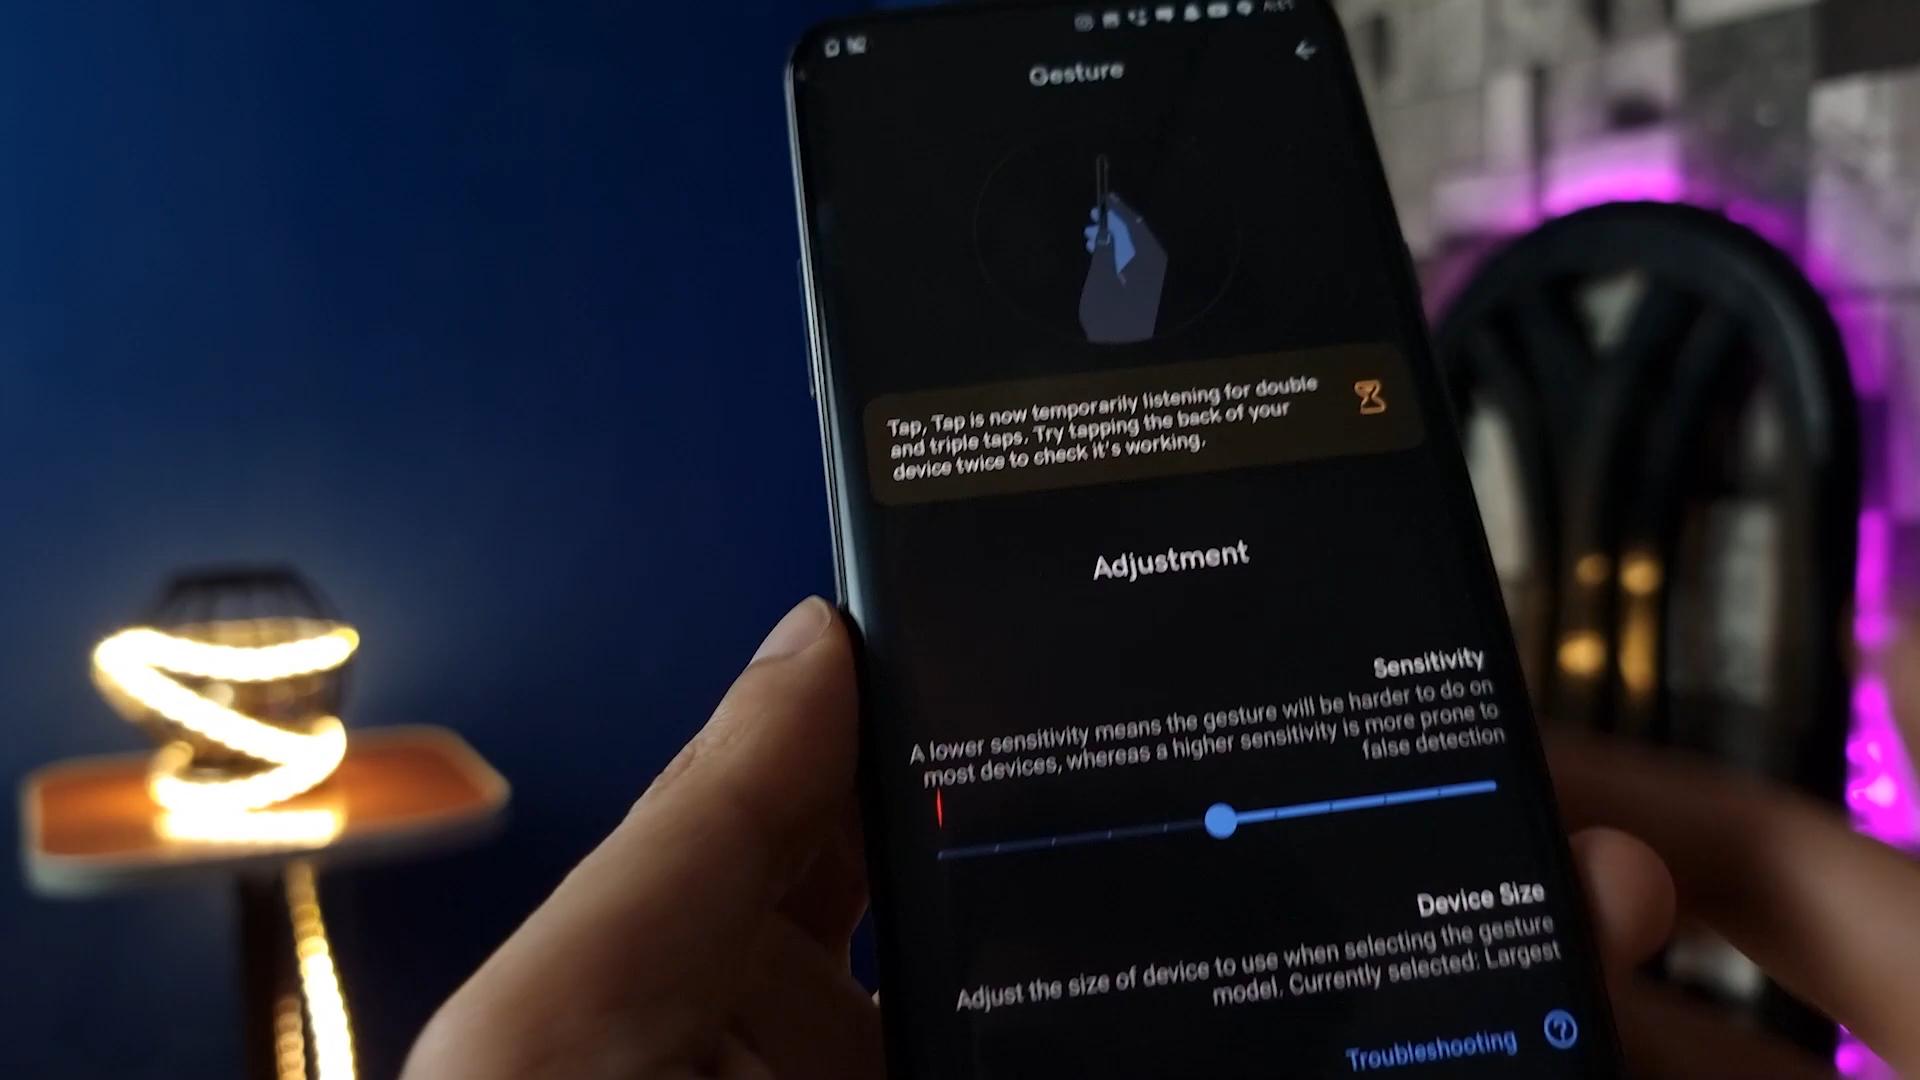 Gesture
Tap, Tap is now temporarily listening for double
and triple taps. Try tapping the back of your
device twice to check it's working.
Adjustment
Sensitivity
A lower sensitivity means the gesture will be harder to do on
most devices, whereas a higher sensitivity is more prone to
false detection
Device Size
Adjust the size of device to use when selecting the gesture
model. Currently selected: Largest
Troubleshooting